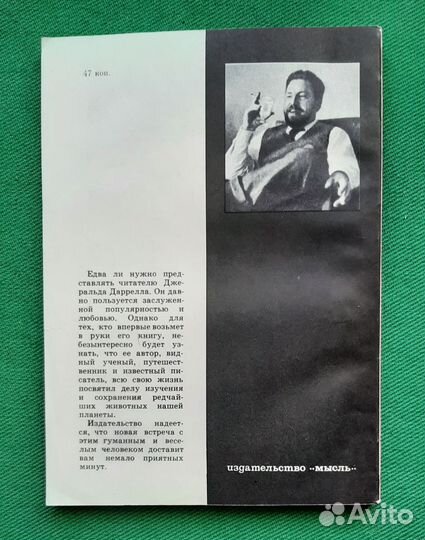 47 коп.
Едва ли нужно пред-
ставлять читателю Дже-
ральда Даррелла. Он дав-
но пользуется заслужен-
ной популярностью и
любовью. Однако для
тех, кто впервые возьмет
в руки его книгу, не-
безынтересно будет уз-
нать, что ее автор, вид-
ный ученый, путешест-
венник и известный пи-
сатель, всю свою жизнь
посвятил делу изучения
и сохранения редчай-
ших животных нашей
планеты.
Издательство надеет-
ся, что новая встреча с
этим гуманным и весе-
лым человеком доставит
вам немало приятных
минут.
издательство „мысль“
Avito